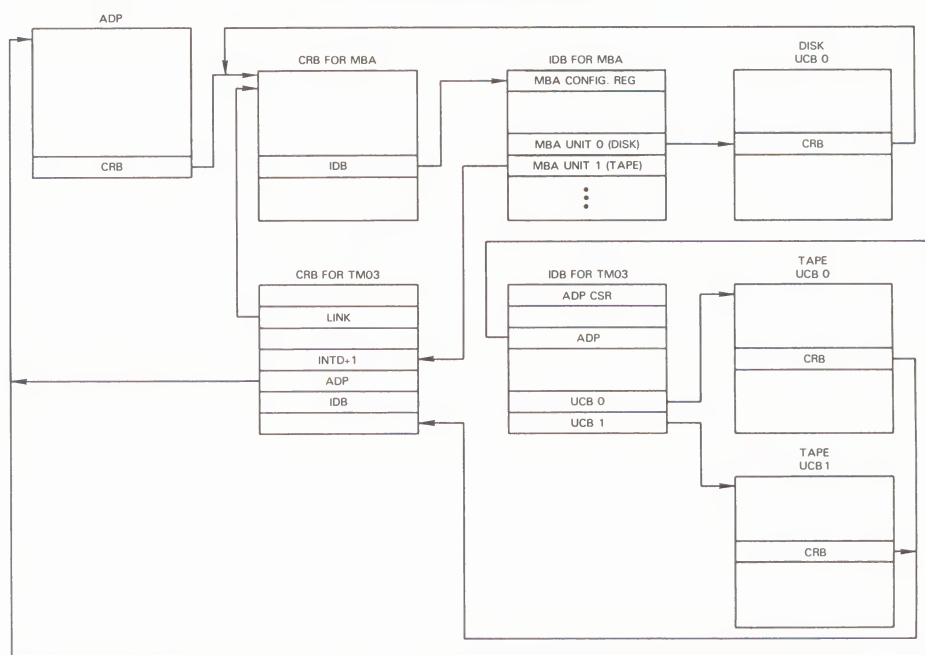 ADP
CRB
CRB FOR MBA
IDB
IDB FOR MBA
MBA CONFIG. REG
MBA UNIT 0 (DISK)
MBA UNIT 1 (TAPE)
DISK
UCB 0
CRB
CRB FOR TM03
LINK
INTD+1
ADP
IDB
IDB FOR TM03
ADP CSR
ADP
UCB 0
UCB 1
TAPE
UCB 0
CRB
TAPE
UCB 1
CRB